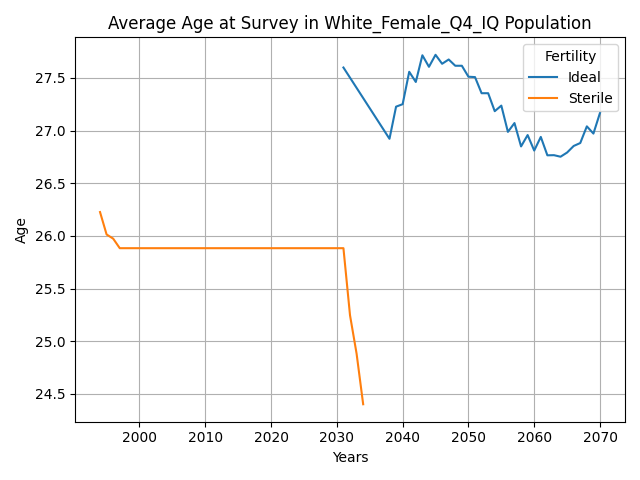 Average Age at Survey in White_Female_Q4_IQ Population
Fertility
Ideal
Sterile
Age
27.5
27.0
26.5
26.0
25.5
25.0
24.5
2000 2010 2020 2030 2040 2050 2060 2070
Years